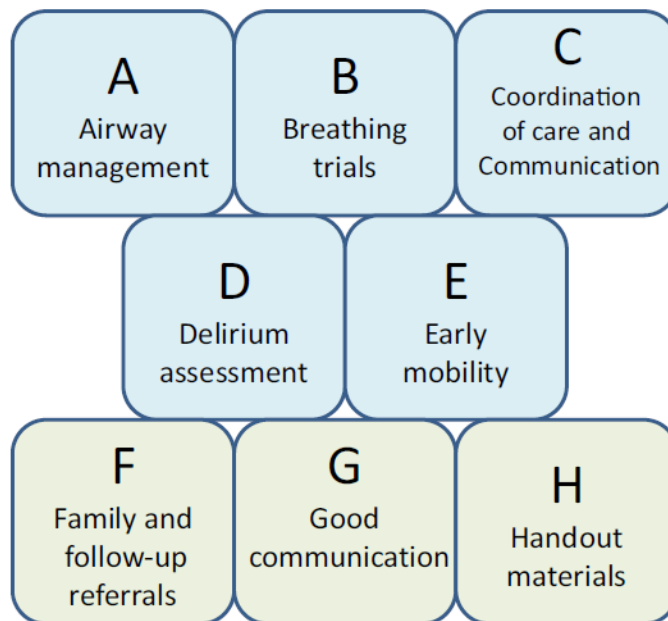 A
Airway
management
B
Breathing
trials
C
Coordination
of care and
Communication
D
Delirium
assessment
E
Early
mobility
F
Family and
follow-up
referrals
G
Good
communication
H
Handout
materials